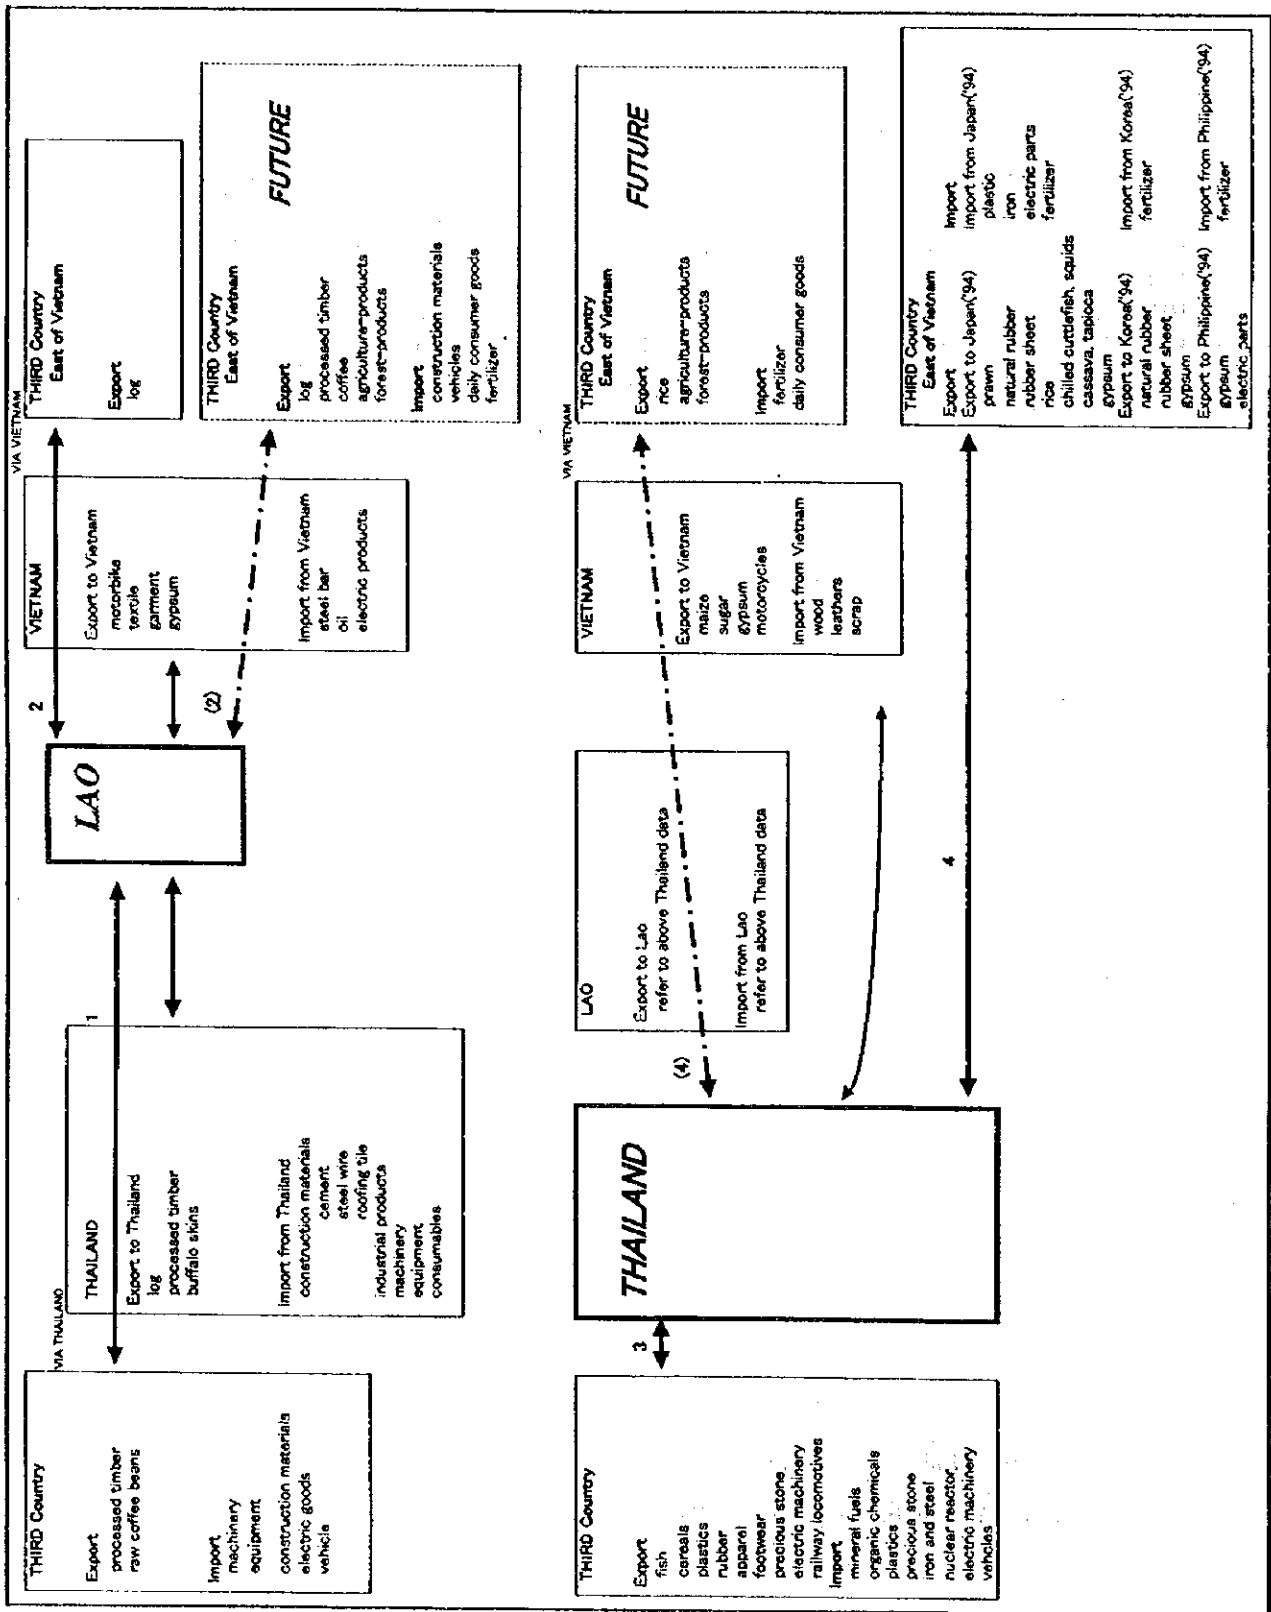 VIA THAILAND
THIRD Country
Export
processed timber
raw coffee beans
Import
machinery
equipment
construction materials
electric goods
vehicle
1
THAILAND
Export to Thailand
log
processed timber
buffalo skins
Import from Thailand
construction materials
cement
steel wire
roofing tile
industrial products
machinery
equipment
consumables
LAO
2
(2)
VIETNAM
Export to Vietnam
motorbike
textile
garment
gypsum
Import from Vietnam
steel bar
oil
electric products
VIA VIETNAM
THIRD Country
East of Vietnam
Export
log
THIRD Country
East of Vietnam
FUTURE
Export
log
processed timber
coffee
agriculture-products
forest-products
Import
construction materials
vehicles
daily consumer goods
fertilizer
THIRD Country
Export
fish
cereals
plastics
rubber
apparel
footwear
precious stone
electric machinery
railway locomotives
Import
mineral fuels
organic chemicals
plastics
precious stone
iron and steel
nuclear reactor
electric machinery
vehcles
3
THAILAND
(4)
LAO
Export to Lao
refer to above Thailand data
Import from Lao
refer to above Thailand data
4
VIETNAM
Export to Vietnam
maize
sugar
gypsum
motorcycles
Import from Vietnam
wood
leathers
scrap
VIA VIETNAM
THIRD Country
East of Vietnam
FUTURE
Export
rice
agriculture-products
forest-products
Import
fertilizer
daily consumer goods
THIRD Country
East of Vietnam
Export Import
Export to Japan('94) Import from Japan('94)
prawn plastic
natural rubber iron
rubber sheet electric parts
rice fertilizer
chilled cuttlefish, squids
cassava, tapioca
gypsum
Export to Korea('94) Import from Korea('94)
natural rubber fertilizer
rubber sheet
gypsum
Export to Philippine('94) Import from Philippine('94)
gypsum fertilizer
electric parts